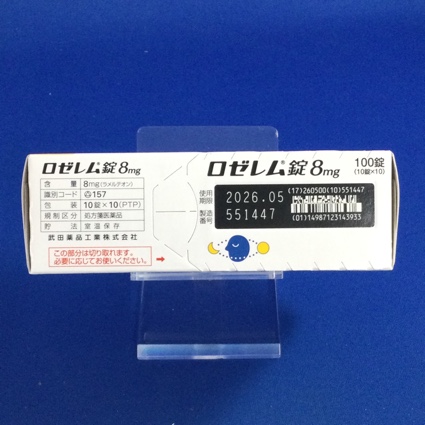 ロゼレム®錠8mg
含量 8mg(ラメルテオン)
識別コード 157
包装 10錠×10(PTP)
規制区分 処方箋医薬品
貯法 室温保存
武田薬品工業株式会社
この部分は切り取れます。
必要に応じてお使いください。
ロゼレム®錠8mg
100錠
(10錠×10)
使用期限 2026.05
製造番号 551447
(17)260500(10)551447
(01)14987123143933